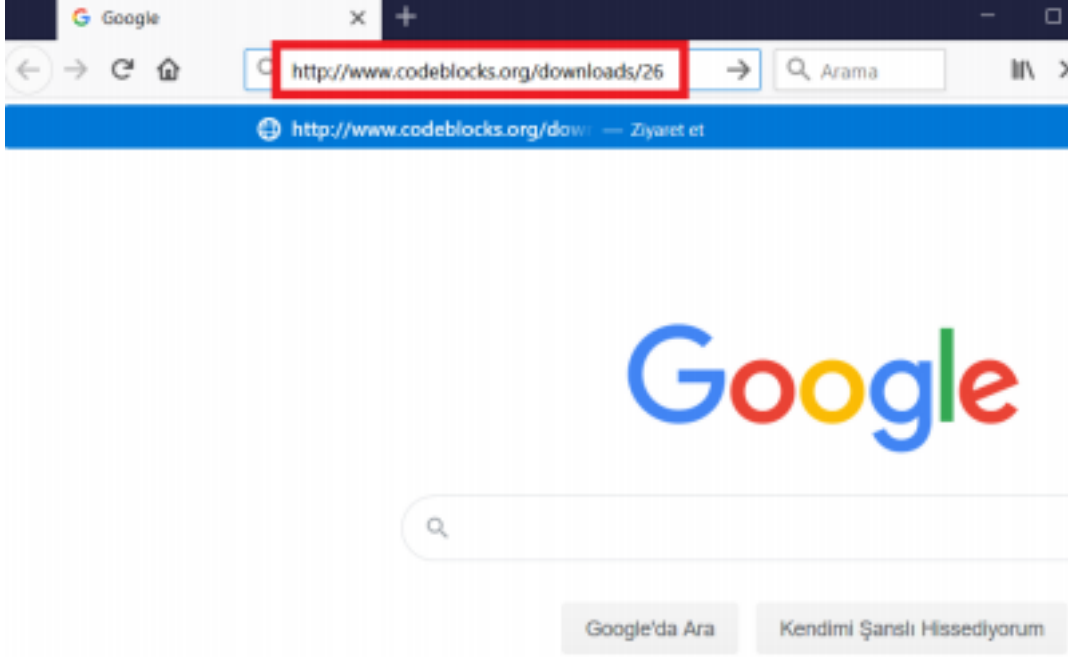 Google
http://www.codeblocks.org/downloads/26
Arama
http://www.codeblocks.org/dow — Ziyaret et
Google
Google'da Ara
Kendimi Şanslı Hissediyorum